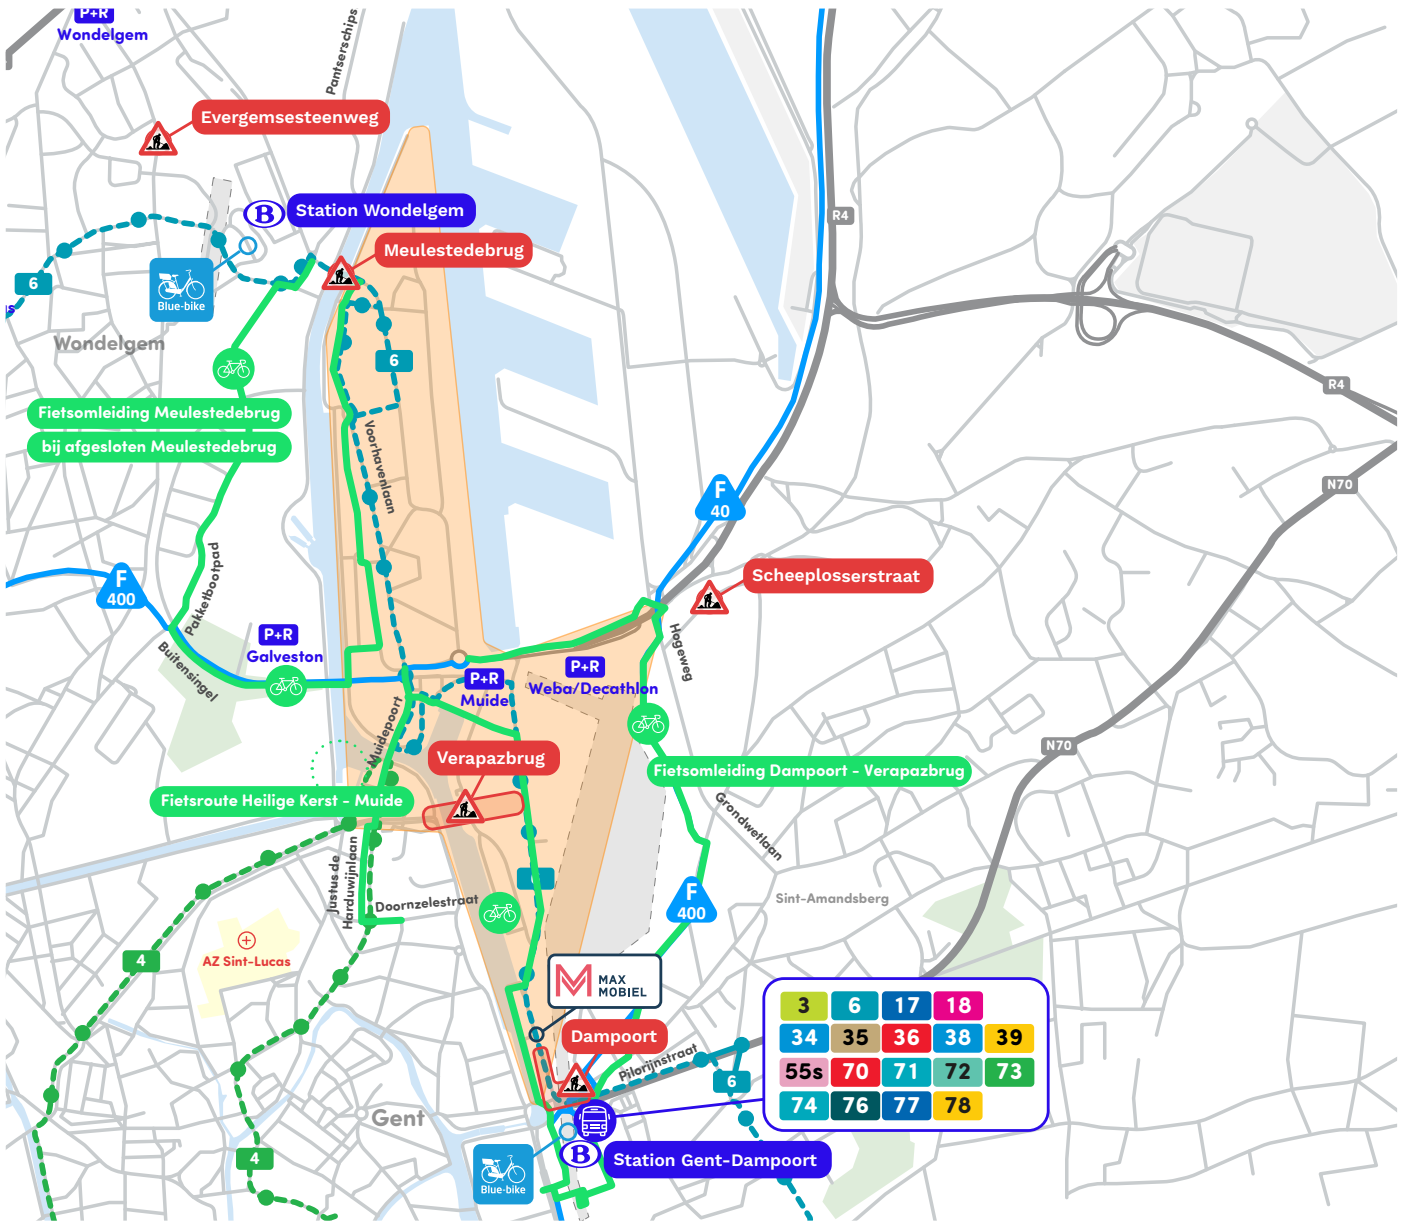 P+R
Wondelgem
Pantserschips
Evergemsesteenweg
B
Station Wondelgem
R4
Meulestedebrug
6
s
Blue-bike
Wondelgem
6
R4
Fietsomleiding Meulestedebrug
bij afgesloten Meulestedebrug
Voorhavenlaan
F
40
N70
Pakketbootpad
F
400
Scheeplosserstraat
P+R
Galveston
Buitensingel
Hogeweg
P+R
Weba/Decathlon
P+R
Muide
Muidepoort
N70
Verapazbrug
Fietsomleiding Dampoort - Verapazbrug
Fietsroute Heilige Kerst - Muide
Grondwetlaan
Justus de
Harduwijnlaan
Doornzelestraat
F
400
Sint-Amandsberg
4
AZ Sint-Lucas
MAX
MOBIEL
3 6 17 18
34 35 36 38 39
55s 70 71 72 73
74 76 77 78
Dampoort
Pilorijnstraat
6
Gent
4
B
Station Gent-Dampoort
Blue-bike